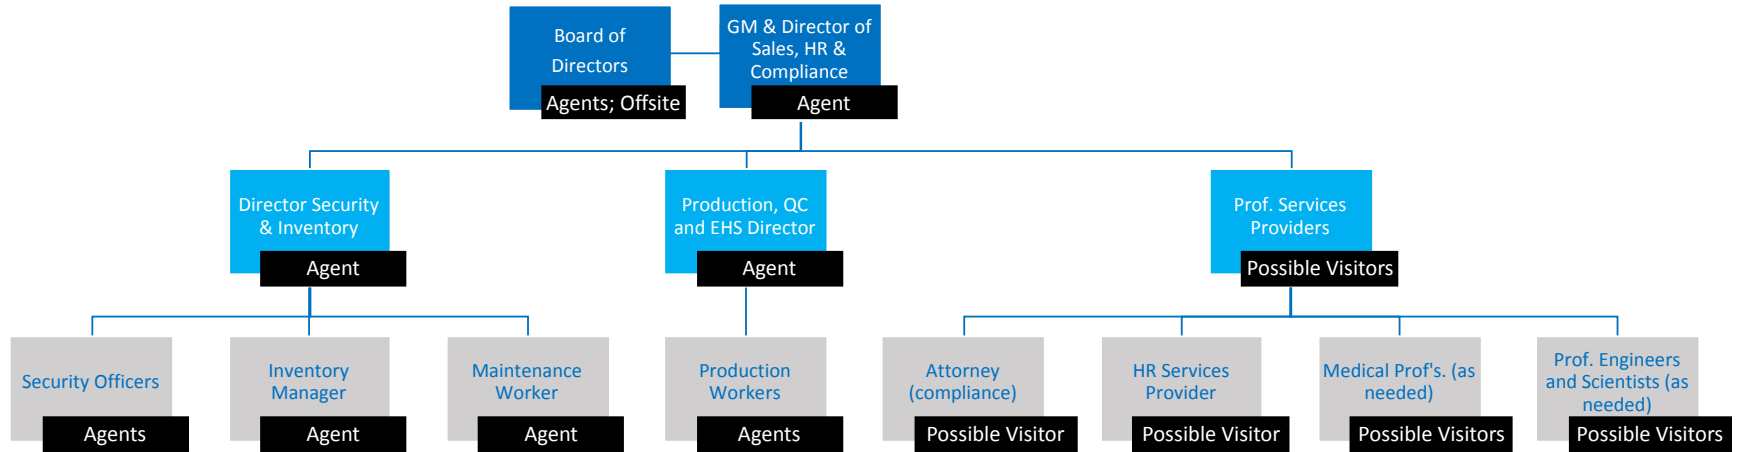 Board of
Directors
Agents; Offsite
GM & Director of
Sales, HR &
Compliance
Agent
Director Security
& Inventory
Agent
Production, QC
and EHS Director
Agent
Prof. Services
Providers
Possible Visitors
Security Officers
Agents
Inventory
Manager
Agent
Maintenance
Worker
Agent
Production
Workers
Agents
Attorney
(compliance)
Possible Visitor
HR Services
Provider
Possible Visitor
Medical Prof's. (as
needed)
Possible Visitors
Prof. Engineers
and Scientists (as
needed)
Possible Visitors